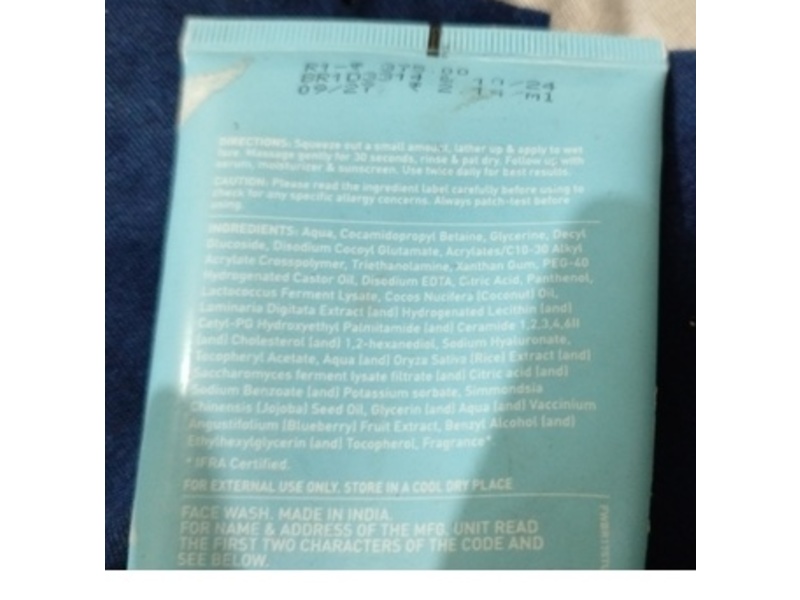 DIRECTIONS: Squeeze out a small amount, lather up & apply to wet
face. Massage gently for 30 seconds, rinse & pat dry. Follow up with
serum, moisturizer & sunscreen. Use twice daily for best results.
CAUTION: Please read the ingredient label carefully before using to
check for any specific allergy concerns. Always patch-test before
using.
INGREDIENTS: Aqua, Cocamidopropyl Betaine, Glycerine, Decyl
Glucoside, Disodium Cocoyl Glutamate, Acrylates/C10-30 Alkyl
Acrylate Crosspolymer, Triethanolamine, Xanthan Gum, PEG-40
Hydrogenated Castor Oil, Disodium EDTA, Citric Acid, Panthenol,
Lactococcus Ferment Lysate, Cocos Nucifera (Coconut) Oil,
Laminaria Digitata Extract (and) Hydrogenated Lecithin (and)
Cetyl-PG Hydroxyethyl Palmitamide (and) Ceramide 1,2,3,4,6II
(and) Cholesterol (and) 1,2-hexanediol, Sodium Hyaluronate,
Tocopheryl Acetate, Aqua (and) Oryza Sativa (Rice) Extract (and)
Saccharomyces ferment lysate filtrate (and) Citric acid (and)
Sodium Benzoate (and) Potassium sorbate, Simmondsia
Chinensis (Jojoba) Seed Oil, Glycerin (and) Aqua (and) Vaccinium
Angustifolium (Blueberry) Fruit Extract, Benzyl Alcohol (and)
Ethylhexylglycerin (and) Tocopherol, Fragrance*.
* IFRA Certified.
FOR EXTERNAL USE ONLY. STORE IN A COOL DRY PLACE
FACE WASH. MADE IN INDIA.
FOR NAME & ADDRESS OF THE MFG. UNIT READ
THE FIRST TWO CHARACTERS OF THE CODE AND
SEE BELOW.